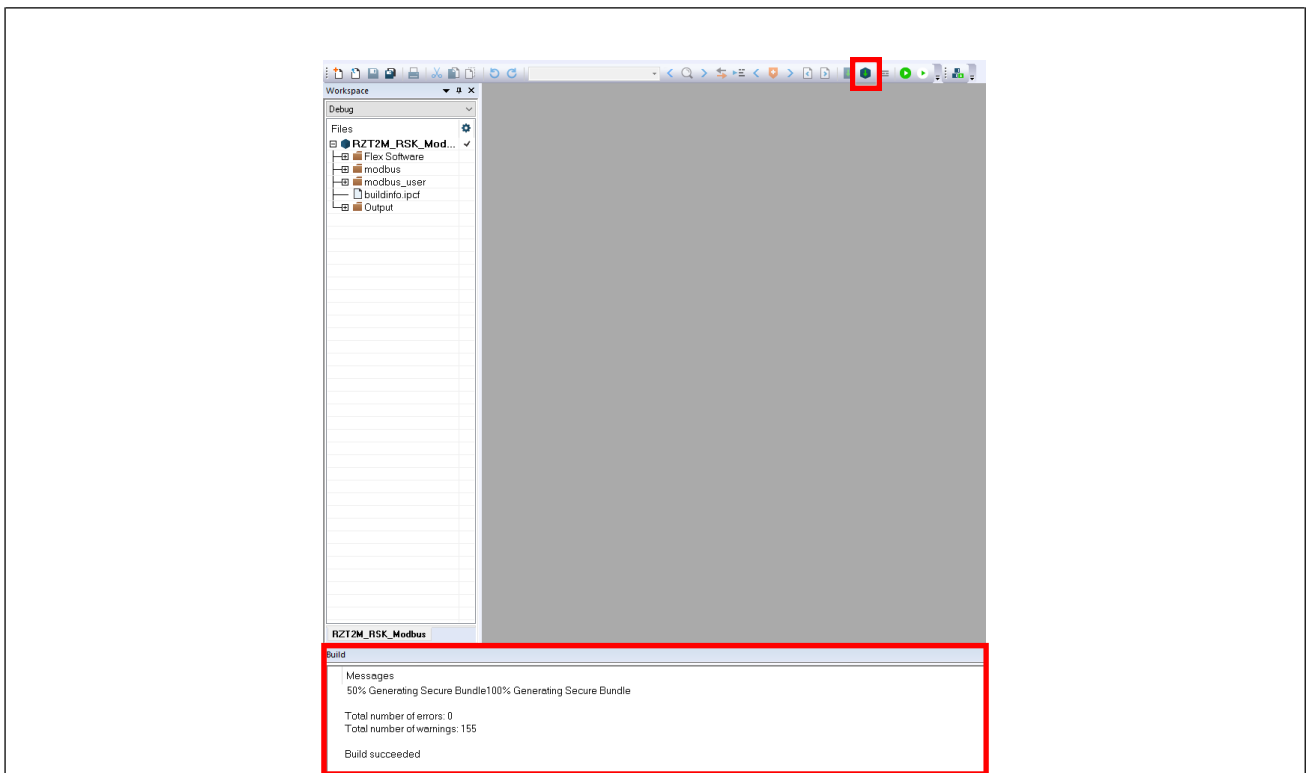 Workspace
Debug
Files
RZT2M_RSK_Mod...
Flex Software
modbus
modbus_user
buildinfo.ipcf
Output
RZT2M_RSK_Modbus
Build
Messages
50% Generating Secure Bundle100% Generating Secure Bundle
Total number of errors: 0
Total number of warnings: 155
Build succeeded